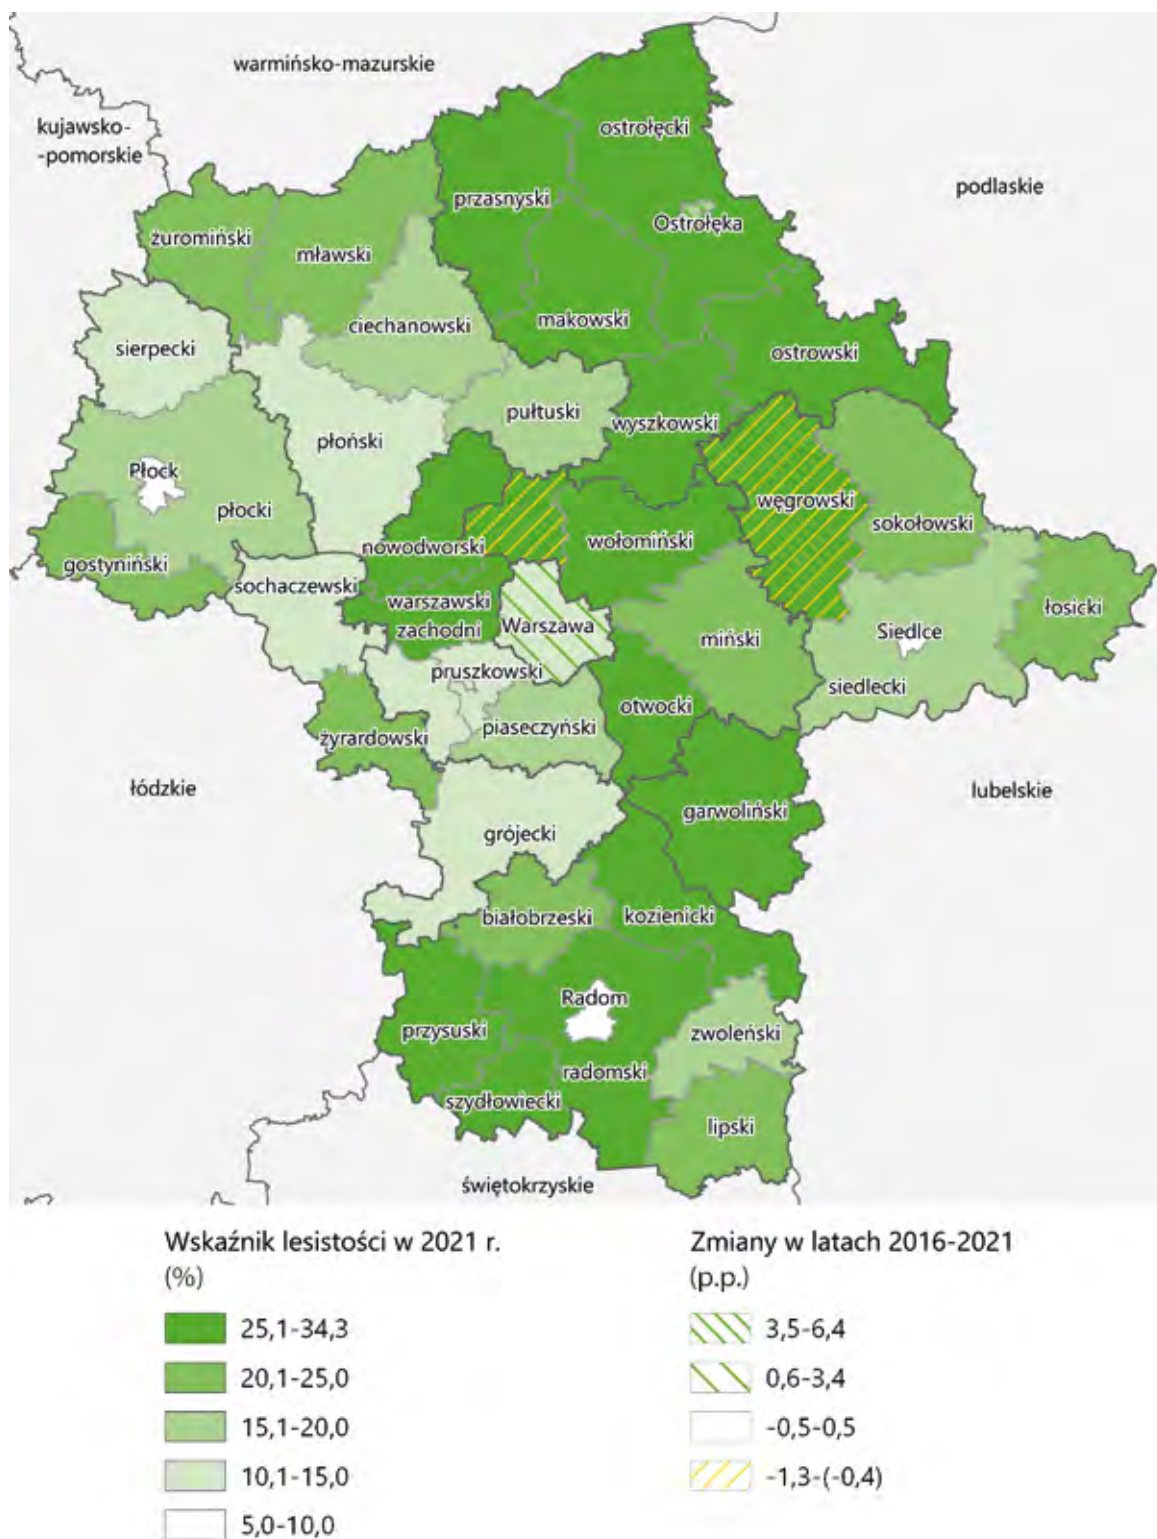 warmińsko-mazurskie
kujawsko-
-pomorskie
ostrołęcki
podlaskie
przasnyski
Ostrołęka
żuromiński
mławski
ciechanowski
makowski
sierpecki
ostrowski
pułtuski
wyszkowski
płoński
Płock
węgrowski
płocki
sokołowski
nowodworski
wołomiński
gostyniński
sochaczewski
warszawski
zachodni
Warszawa
łosicki
Siedlce
miński
pruszkowski
siedlecki
otwocki
piaseczyński
żyrardowski
łódzkie
lubelskie
garwoliński
grójecki
białobrzeski
kozienicki
Radom
przysuski
zwoleński
radomski
szydłowiecki
lipski
świętokrzyskie
Wskaźnik lesistości w 2021 r.
(%)
25,1-34,3
20,1-25,0
15,1-20,0
10,1-15,0
5,0-10,0
Zmiany w latach 2016-2021
(p.p.)
3,5-6,4
0,6-3,4
-0,5-0,5
-1,3-(-0,4)